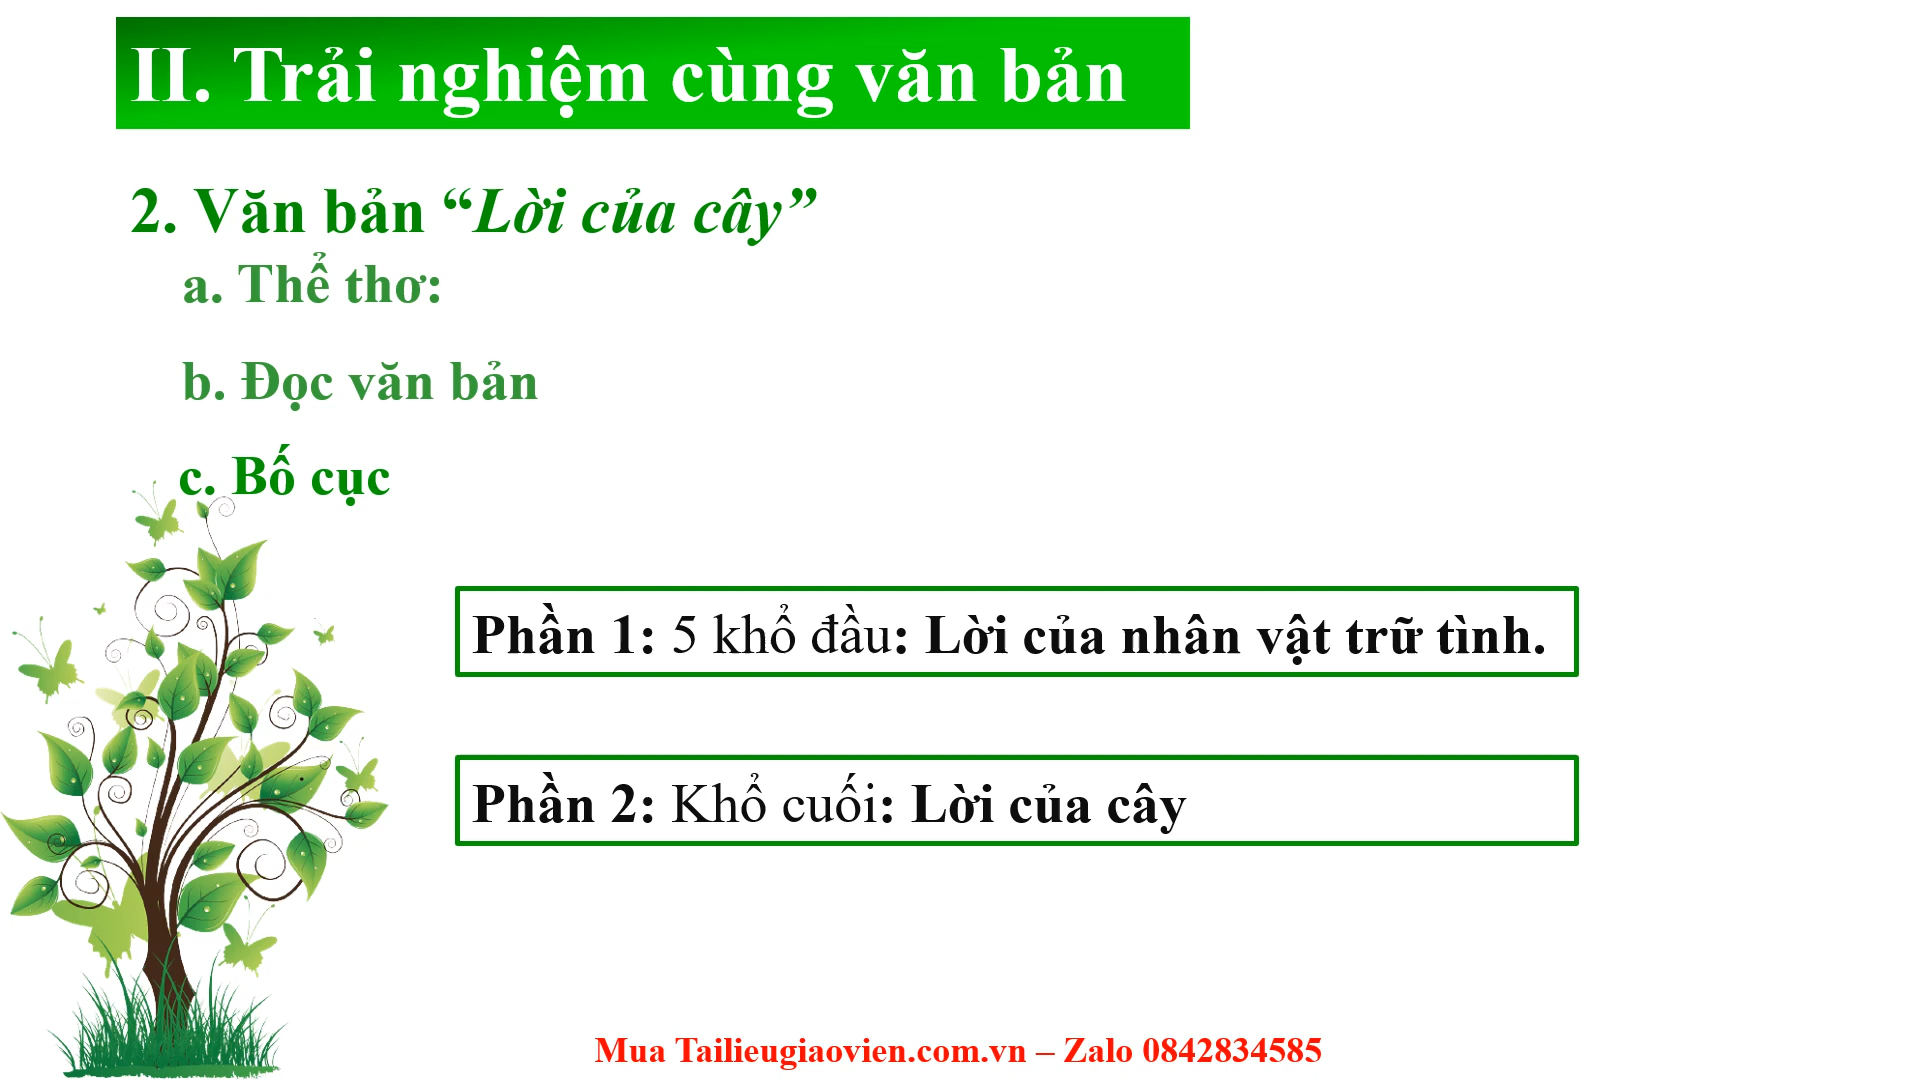 II. Trải nghiệm cùng văn bản
2. Văn bản “Lời của cây”
a. Thể thơ:
b. Đọc văn bản
c. Bố cục
Phần 1: 5 khổ đầu: Lời của nhân vật trữ tình.
Phần 2: Khổ cuối: Lời của cây
Mua Tailieugiaovien.com.vn – Zalo 0842834585